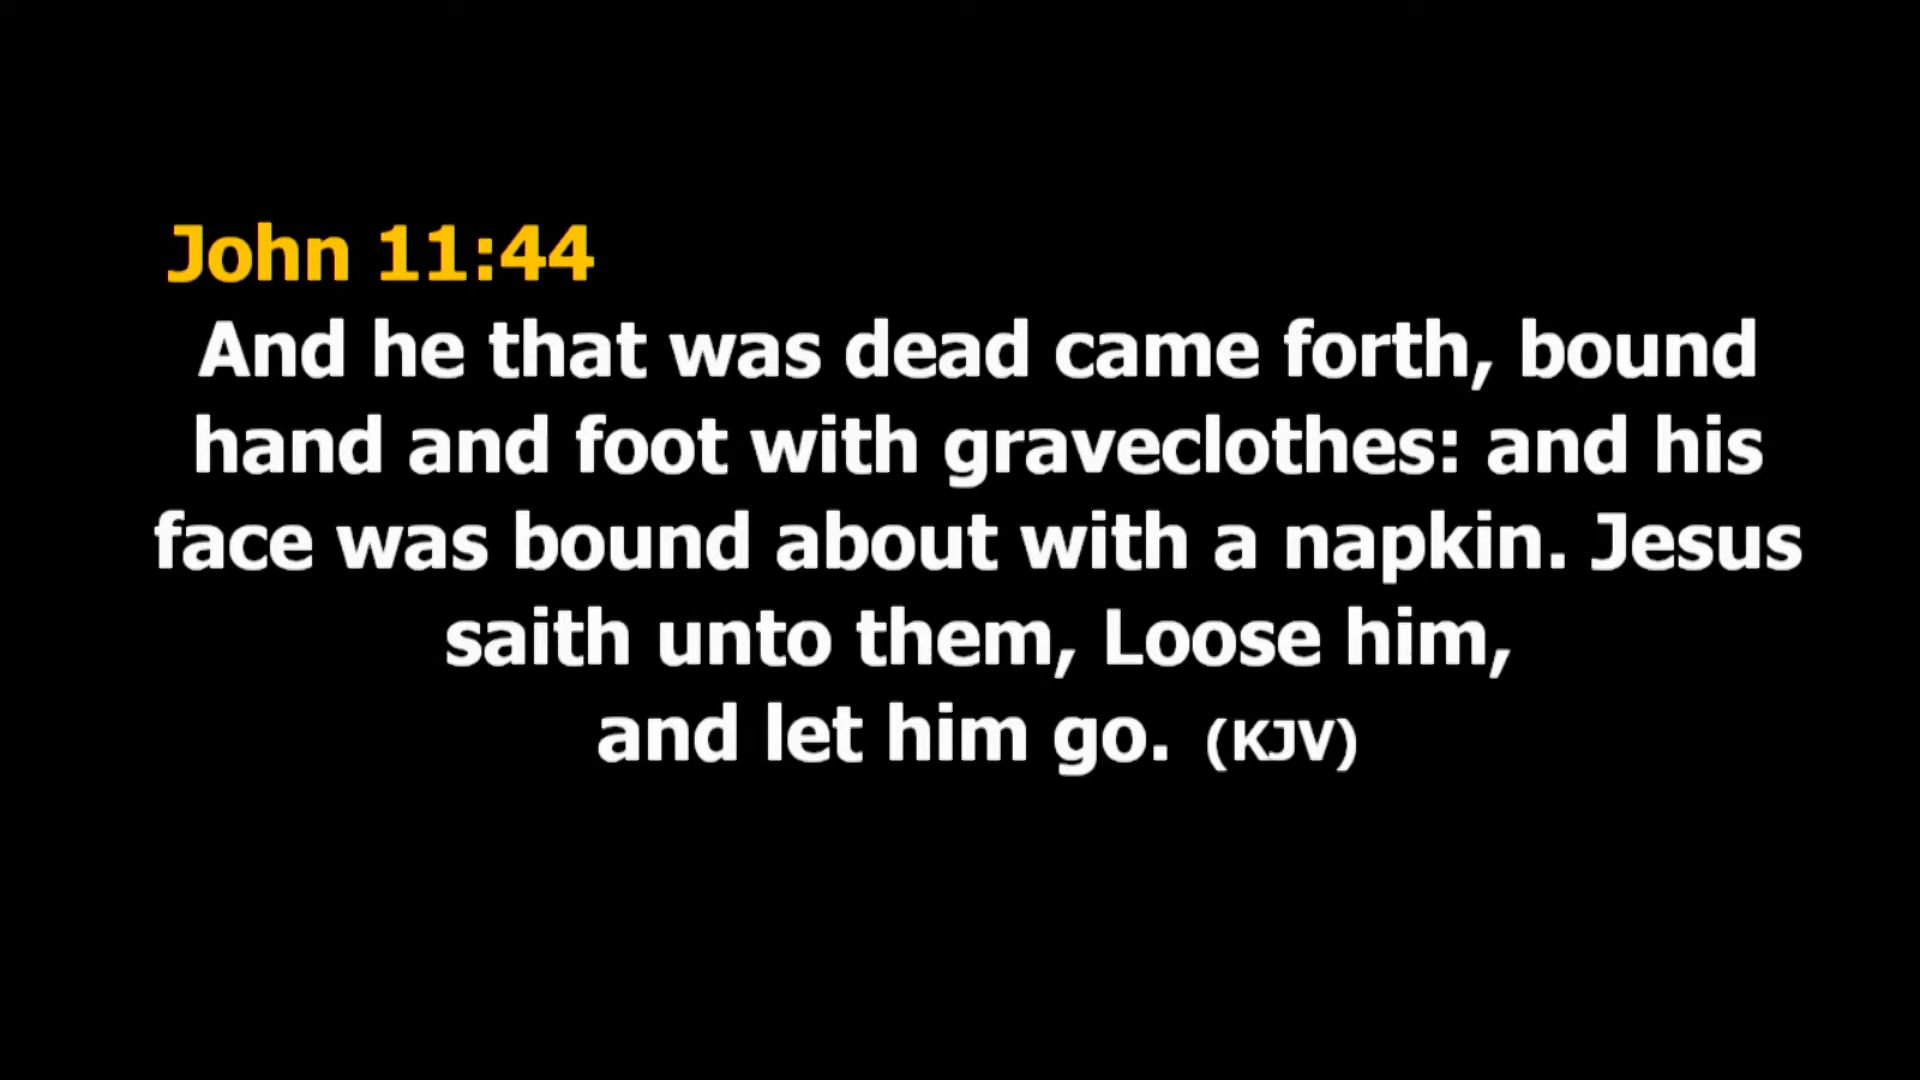 John 11:44
And he that was dead came forth, bound
hand and foot with graveclothes: and his
face was bound about with a napkin. Jesus
saith unto them, Loose him,
and let him go. (KJV)